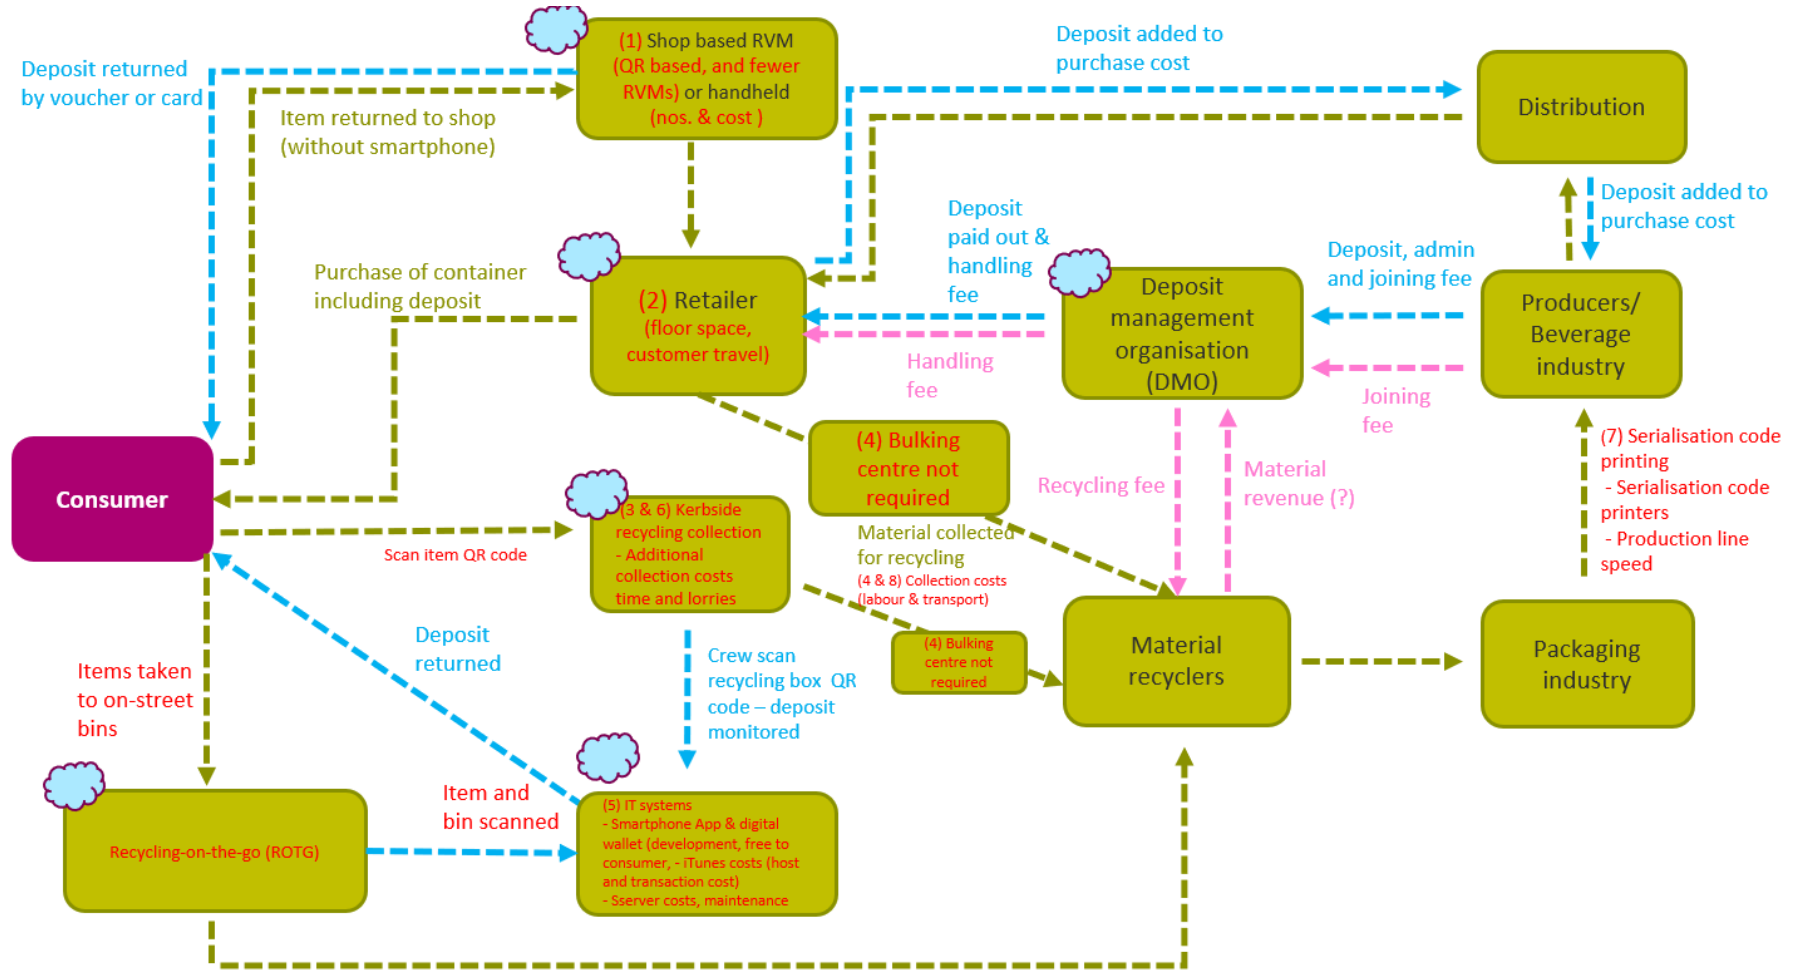 (1) Shop based RVM
(QR based, and fewer
RVMs) or handheld
(nos. & cost )
Deposit added to
purchase cost
Deposit returned
by voucher or card
Item returned to shop
(without smartphone)
Distribution
Deposit added to
purchase cost
Deposit
paid out &
handling
fee
Deposit, admin
and joining fee
Purchase of container
including deposit
(2) Retailer
(floor space,
customer travel)
Deposit
management
organisation
(DMO)
Producers/
Beverage
industry
Handling
fee
Joining
fee
(4) Bulking
centre not
required
Recycling fee
Material
revenue (?)
(7) Serialisation code
printing
- Serialisation code
printers
- Production line
speed
Consumer
Scan item QR code
(3 & 6) Kerbside
recycling collection
- Additional
collection costs
time and lorries
Material collected
for recycling
(4 & 8) Collection costs
(labour & transport)
Deposit
returned
Crew scan
recycling box QR
code – deposit
monitored
(4) Bulking
centre not
required
Material
recyclers
Packaging
industry
Items taken
to on-street
bins
Item and
bin scanned
Recycling-on-the-go (ROTG)
(5) IT systems
- Smartphone App & digital
wallet (development, free to
consumer, - iTunes costs (host
and transaction cost)
- Sserver costs, maintenance